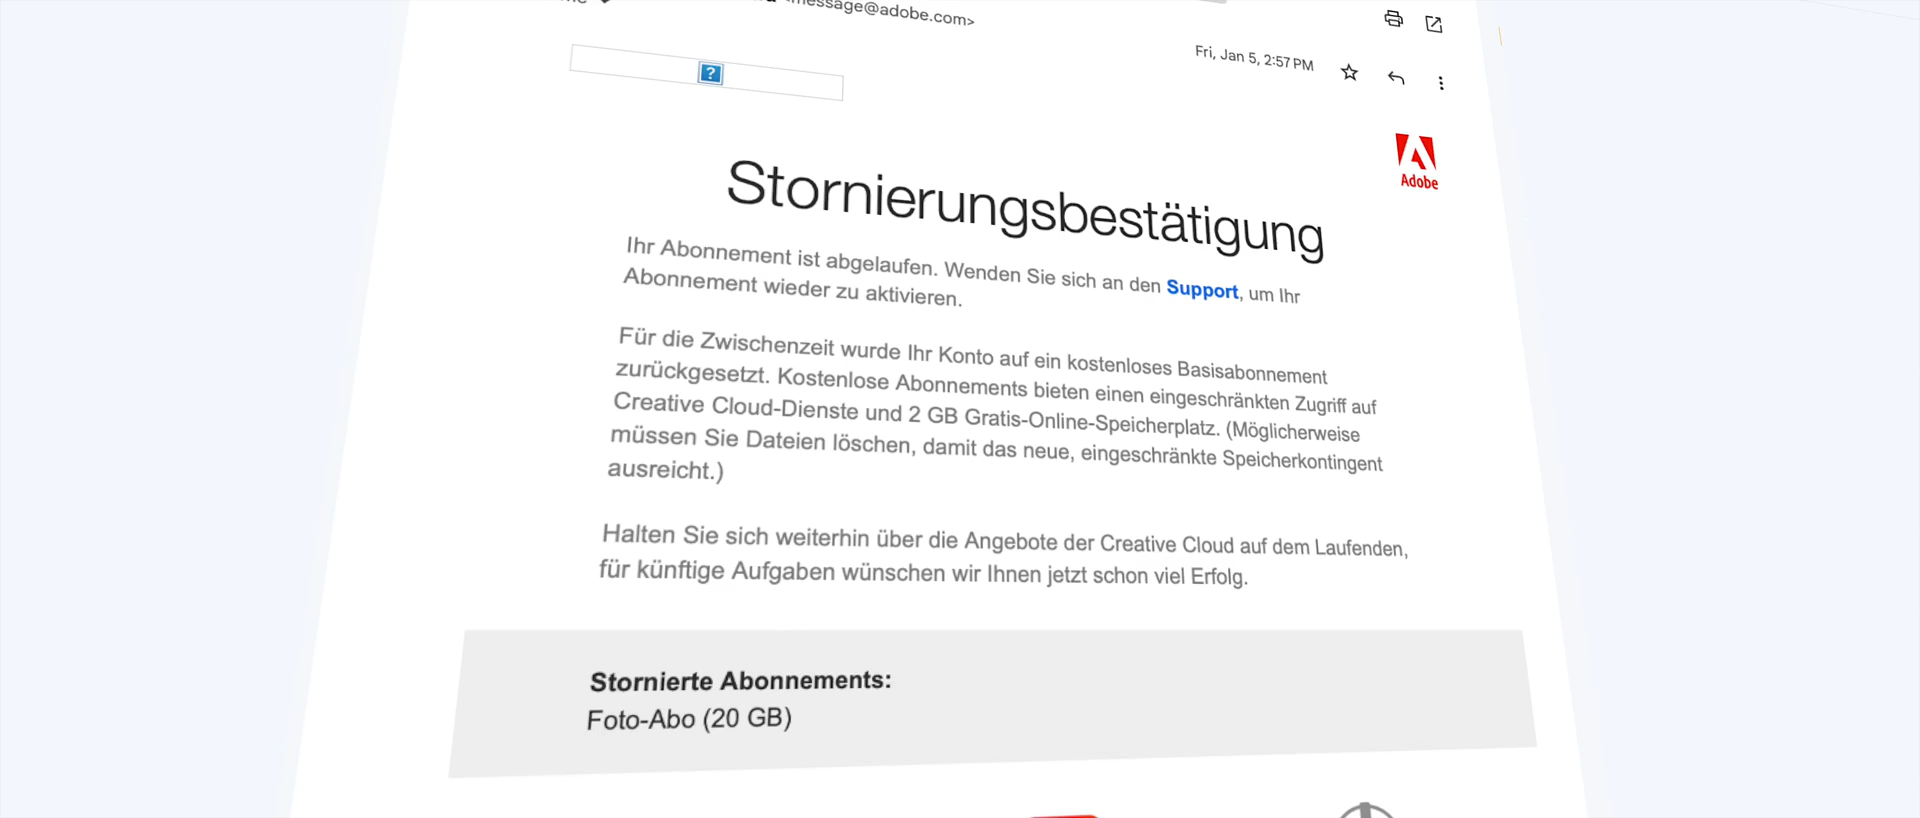 <message@adobe.com>
Fri, Jan 5, 2:57 PM
Adobe
Stornierungsbestätigung
Ihr Abonnement ist abgelaufen. Wenden Sie sich an den Support, um Ihr
Abonnement wieder zu aktivieren.
Für die Zwischenzeit wurde Ihr Konto auf ein kostenloses Basisabonnement
zurückgesetzt. Kostenlose Abonnements bieten einen eingeschränkten Zugriff auf
Creative Cloud-Dienste und 2 GB Gratis-Online-Speicherplatz. (Möglicherweise
müssen Sie Dateien löschen, damit das neue, eingeschränkte Speicherkontingent
ausreicht.)
Halten Sie sich weiterhin über die Angebote der Creative Cloud auf dem Laufenden,
für künftige Aufgaben wünschen wir Ihnen jetzt schon viel Erfolg.
Stornierte Abonnements:
Foto-Abo (20 GB)